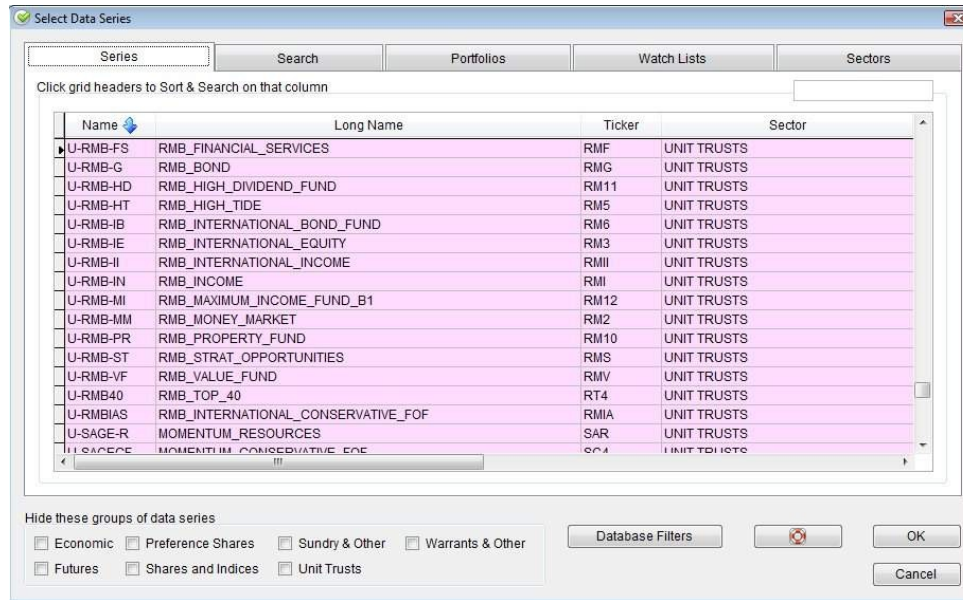 Select Data Series
Series Search Portfolios Watch Lists Sectors
Click grid headers to Sort & Search on that column
Name Long Name Ticker Sector
U-RMB-FS RMB_FINANCIAL_SERVICES RMF UNIT TRUSTS
U-RMB-G RMB_BOND RMG UNIT TRUSTS
U-RMB-HD RMB_HIGH_DIVIDEND_FUND RM11 UNIT TRUSTS
U-RMB-HT RMB_HIGH_TIDE RM5 UNIT TRUSTS
U-RMB-IB RMB_INTERNATIONAL_BOND_FUND RM6 UNIT TRUSTS
U-RMB-IE RMB_INTERNATIONAL_EQUITY RM3 UNIT TRUSTS
U-RMB-II RMB_INTERNATIONAL_INCOME RMII UNIT TRUSTS
U-RMB-IN RMB_INCOME RMI UNIT TRUSTS
U-RMB-MI RMB_MAXIMUM_INCOME_FUND_B1 RM12 UNIT TRUSTS
U-RMB-MM RMB_MONEY_MARKET RM2 UNIT TRUSTS
U-RMB-PR RMB_PROPERTY_FUND RM10 UNIT TRUSTS
U-RMB-ST RMB_STRAT_OPPORTUNITIES RMS UNIT TRUSTS
U-RMB-VF RMB_VALUE_FUND RMV UNIT TRUSTS
U-RMB40 RMB_TOP_40 RT4 UNIT TRUSTS
U-RMBIAS RMB_INTERNATIONAL_CONSERVATIVE_FOF RMIA UNIT TRUSTS
U-SAGE-R MOMENTUM_RESOURCES SAR UNIT TRUSTS
MOMENTUM_CONSERVATIVE_FOF SC4 UNIT TRUSTS
Hide these groups of data series
Economic Preference Shares Sundry & Other Warrants & Other
Futures Shares and Indices Unit Trusts
Database Filters OK
Cancel